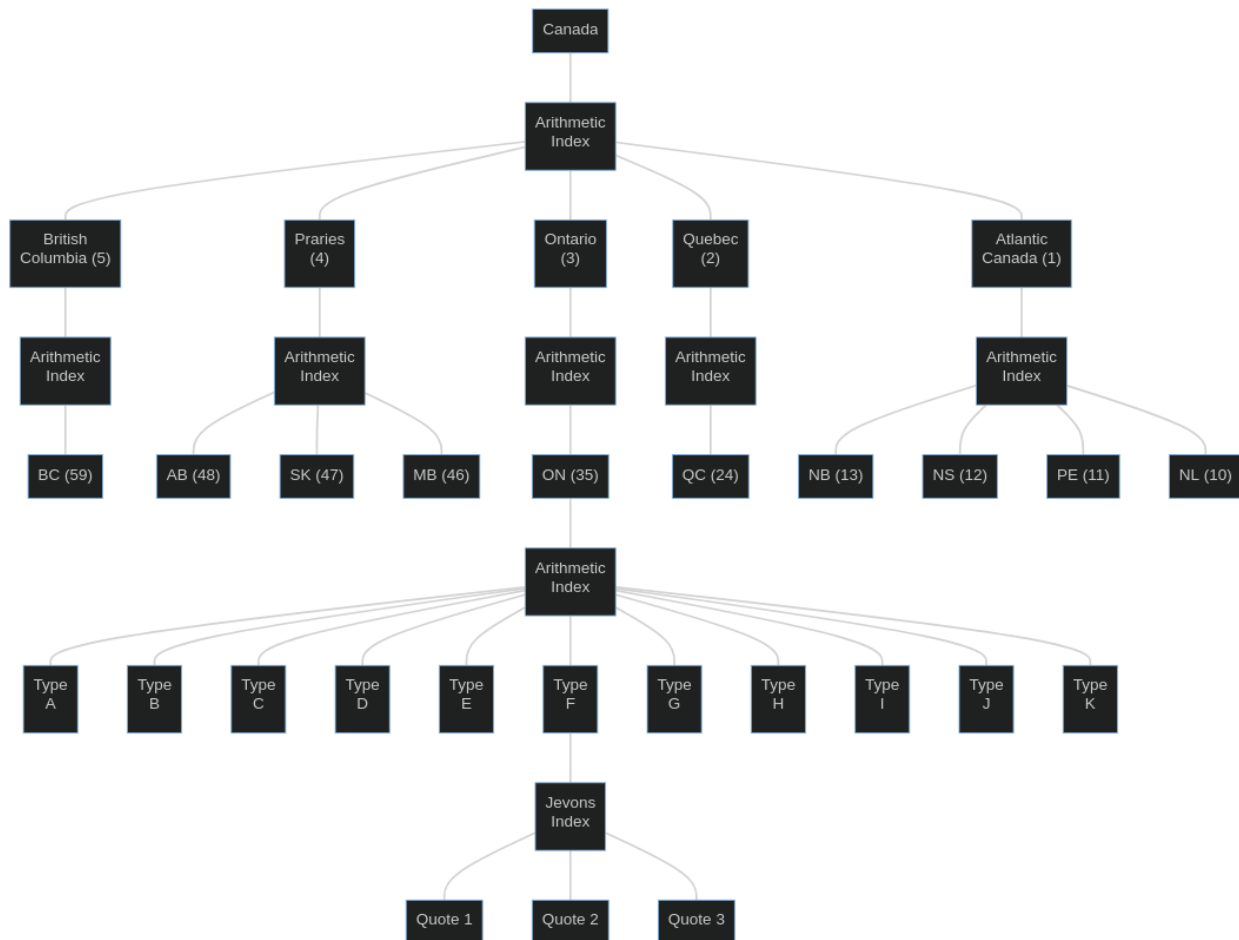 Canada
Arithmetic
Index
British
Columbia (5)
Praries
(4)
Ontario
(3)
Quebec
(2)
Atlantic
Canada (1)
Arithmetic
Index
Arithmetic
Index
Arithmetic
Index
Arithmetic
Index
Arithmetic
Index
BC (59)
AB (48)
SK (47)
MB (46)
ON (35)
QC (24)
NB (13)
NS (12)
PE (11)
NL (10)
Arithmetic
Index
Type
A
Type
B
Type
C
Type
D
Type
E
Type
F
Type
G
Type
H
Type
I
Type
J
Type
K
Jevons
Index
Quote 1
Quote 2
Quote 3